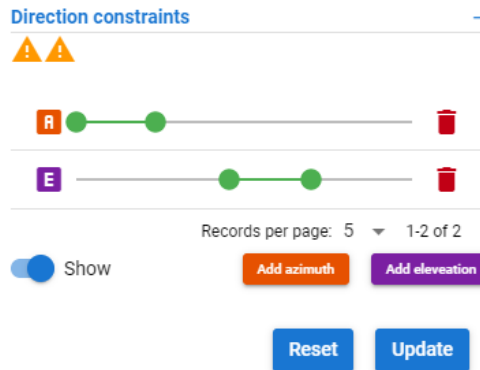 Direction constraints
A
E
Records per page: 5 1-2 of 2
Show
Add azimuth
Add eleveation
Reset
Update